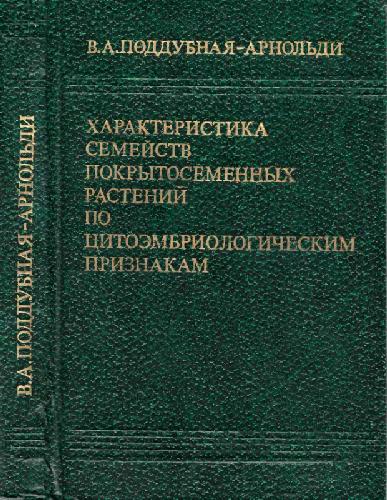 В.А.ПОДДУБНАЯ-АРНОЛЬДИ
ХАРАКТЕРИСТИКА
СЕМЕЙСТВ
ПОКРЫТОСЕМЕННЫХ
РАСТЕНИЙ
ПО
ЦИТОЭМБРИОЛОГИЧЕСКИМ
ПРИЗНАКАМ
В.А.ПОДДУБНАЯ-АРНОЛЬДИ